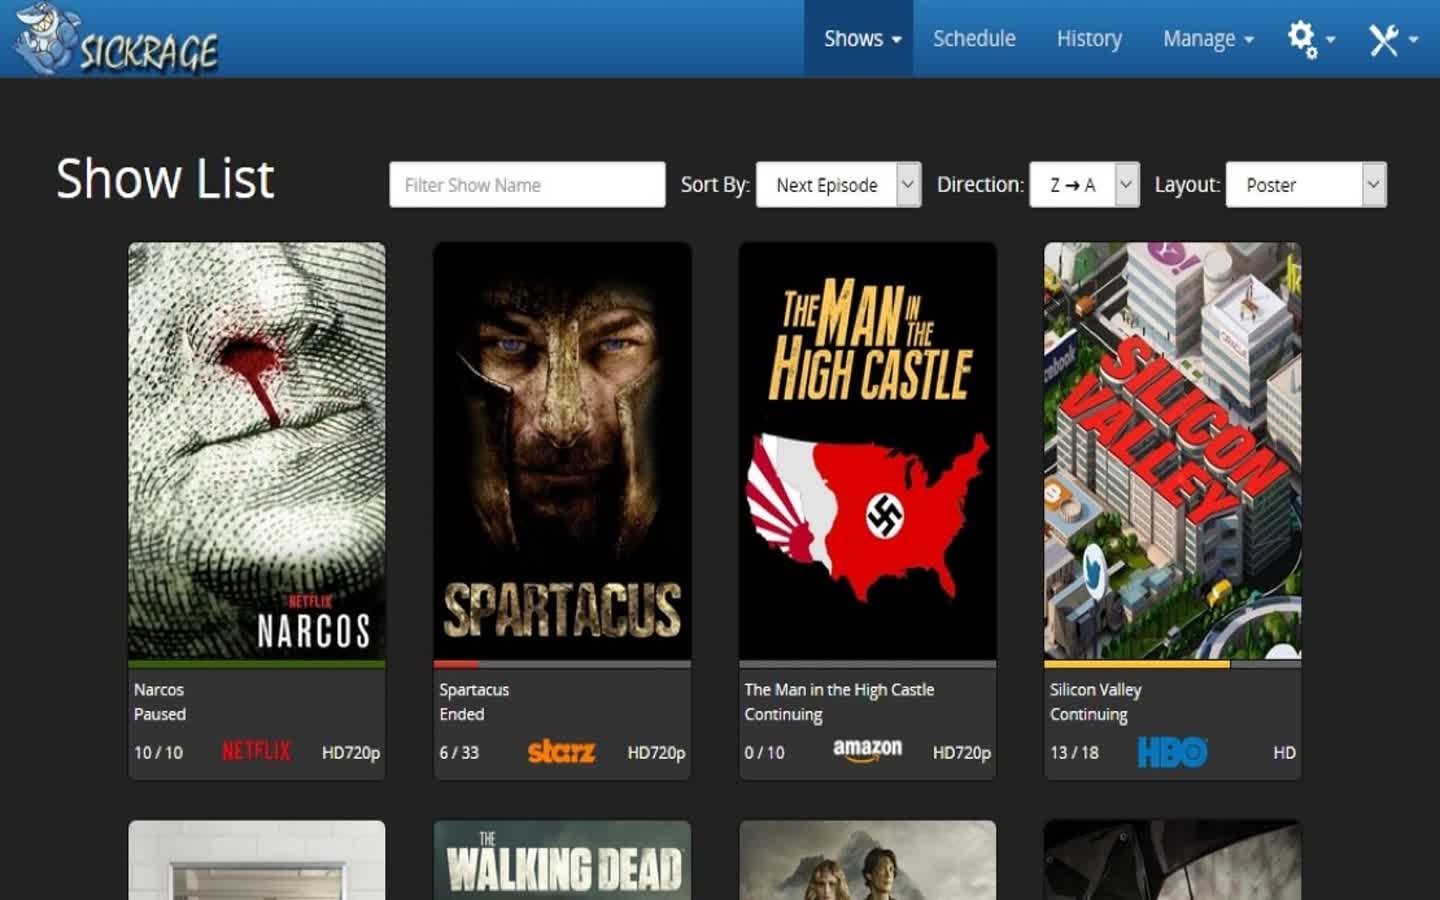 SICKRAGE
Shows
Schedule
History
Manage
Show List
Filter Show Name
Sort By:
Next Episode
Direction:
Z → A
Layout:
Poster
NETFLIX
NARCOS
SPARTACUS
THE MAN IN THE
HIGH CASTLE
Y!
ORACLE
SILICON
VALLEY
Narcos
Paused
10 / 10
NETFLIX
HD720p
Spartacus
Ended
6 / 33
starz
HD720p
The Man in the High Castle
Continuing
0 / 10
amazon
HD720p
Silicon Valley
Continuing
13 / 18
HBO
HD
THE
WALKING DEAD